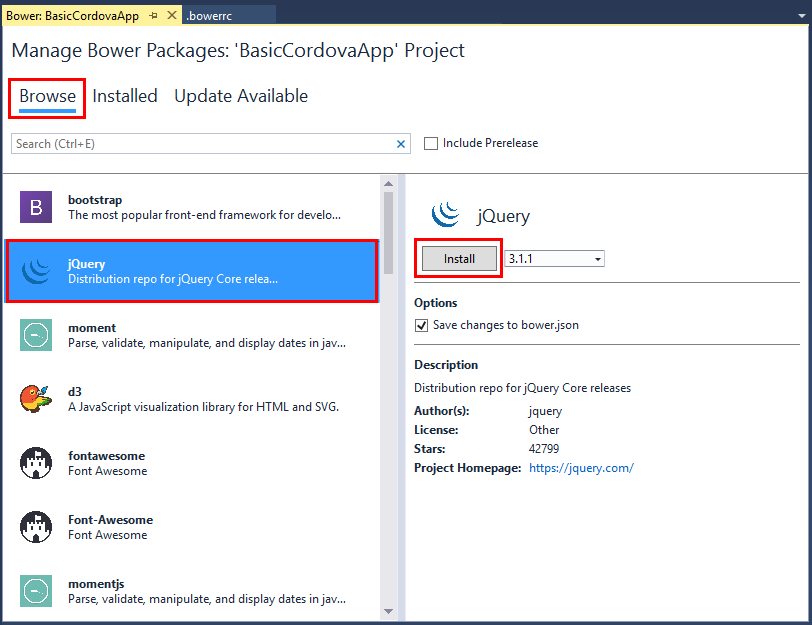 Bower: BasicCordovaApp
.bowerrc
Manage Bower Packages: 'BasicCordovaApp' Project
Browse Installed Update Available
Search (Ctrl+E)
Include Prerelease
B
bootstrap
The most popular front-end framework for develo...
jQuery
Distribution repo for jQuery Core relea...
moment
Parse, validate, manipulate, and display dates in jav...
d3
A JavaScript visualization library for HTML and SVG.
fontawesome
Font Awesome
Font-Awesome
Font Awesome
momentjs
Parse, validate, manipulate, and display dates in jav...
jQuery
Install 3.1.1
Options
Save changes to bower.json
Description
Distribution repo for jQuery Core releases
Author(s): jquery
License: Other
Stars: 42799
Project Homepage: https://jquery.com/